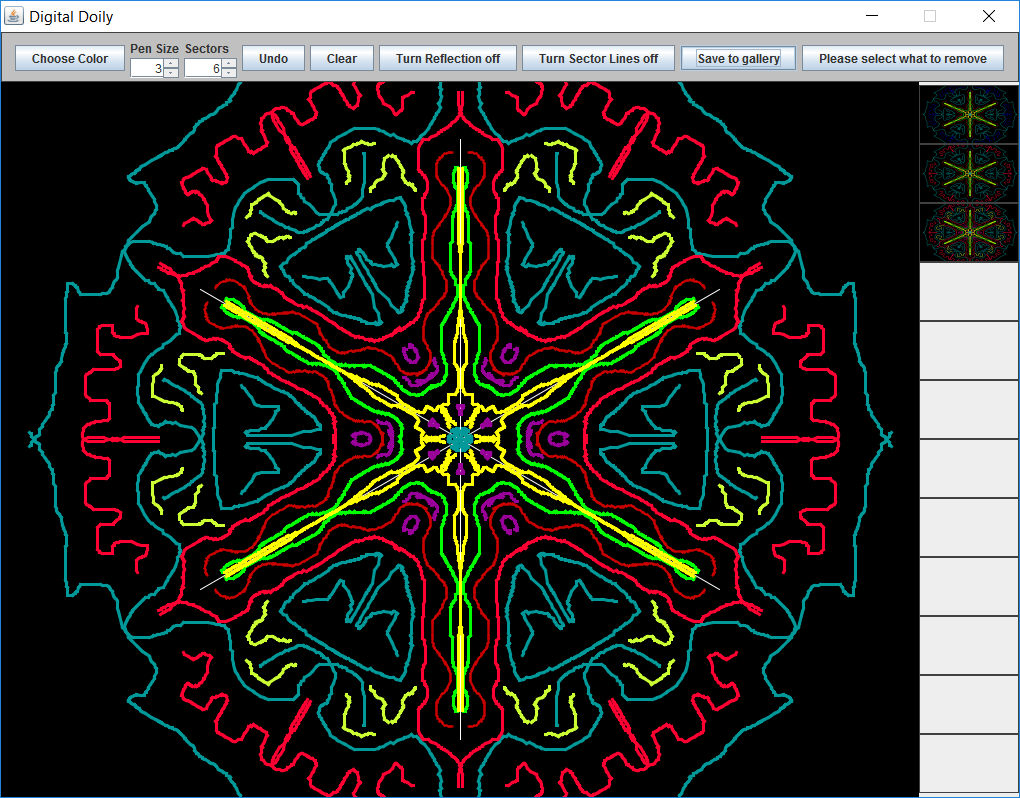 Digital Doily
Choose Color
Pen Size
3
Sectors
6
Undo
Clear
Turn Reflection off
Turn Sector Lines off
Save to gallery
Please select what to remove